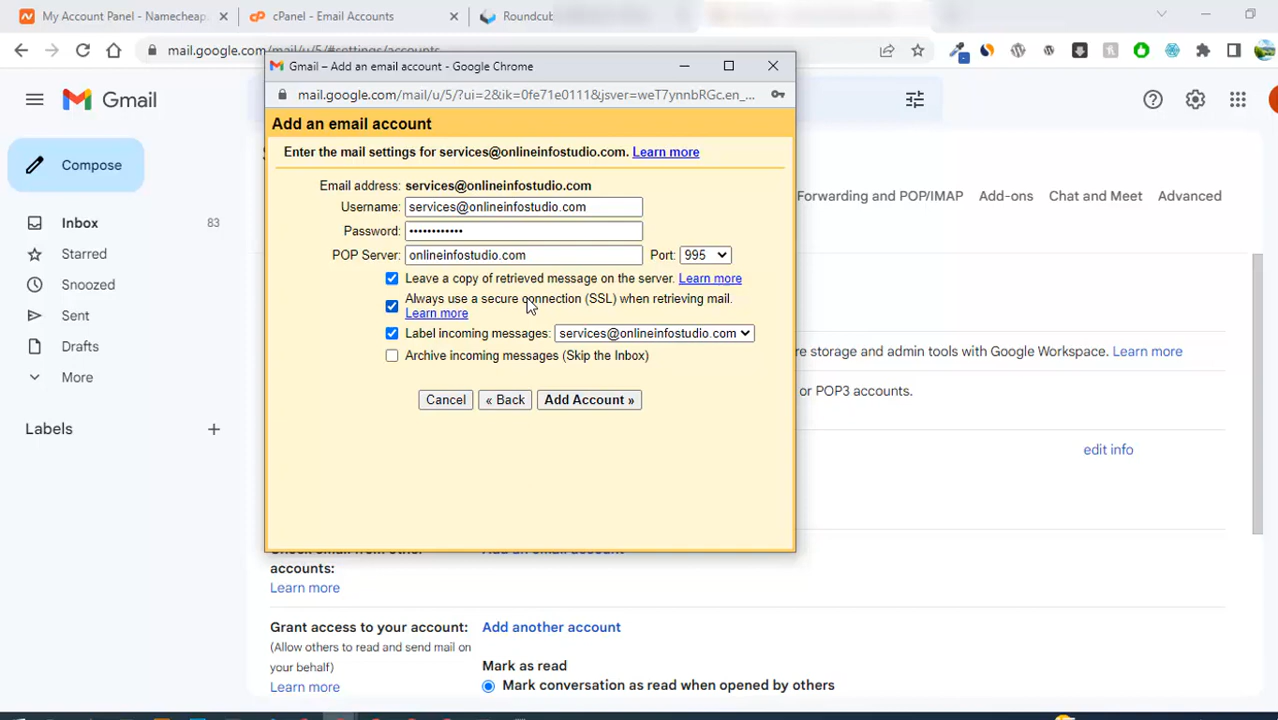 My Account Panel - Namecheap.
cPanel - Email Accounts
Roundcub
mail.google.com/mail/u/5/#settings/accounts
Gmail – Add an email account - Google Chrome
mail.google.com/mail/u/5/?ui=2&ik=0fe71e0111&jsver=weT7ynnbRGc.en_...
Gmail
Add an email account
Enter the mail settings for services@onlineinfostudio.com. Learn more
Compose
Email address: services@onlineinfostudio.com
Username: services@onlineinfostudio.com
Forwarding and POP/IMAP Add-ons Chat and Meet Advanced
Inbox 83
Password: ••••••••••••
Starred
POP Server: onlineinfostudio.com Port: 995
Leave a copy of retrieved message on the server. Learn more
Snoozed
Always use a secure connection (SSL) when retrieving mail.
Learn more
Sent
Label incoming messages: services@onlineinfostudio.com
Drafts
Archive incoming messages (Skip the Inbox)
re storage and admin tools with Google Workspace. Learn more
More
or POP3 accounts.
Cancel « Back Add Account »
Labels
edit info
Check email from other Add an email account
accounts:
Learn more
Grant access to your account: Add another account
(Allow others to read and send mail on
your behalf)
Learn more
Mark as read
Mark conversation as read when opened by others